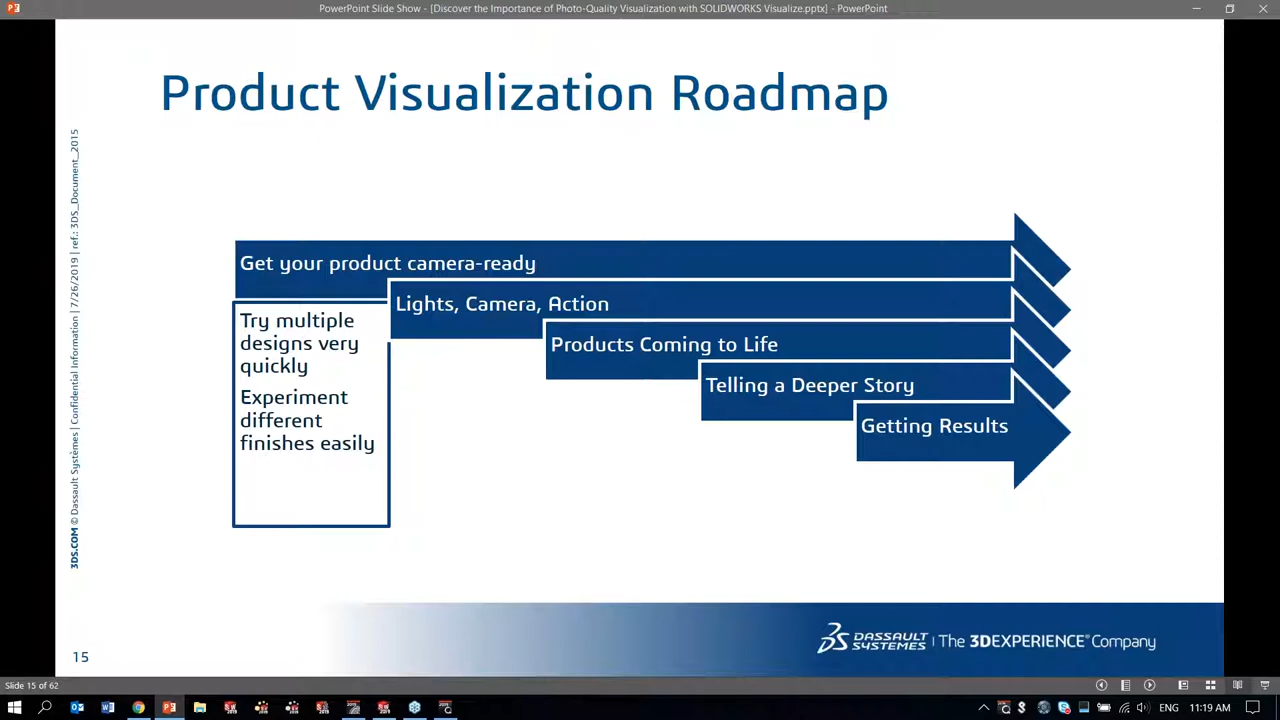 PowerPoint Slide Show - [Discover the Importance of Photo-Quality Visualization with SOLIDWORKS Visualize.pptx] - PowerPoint
Product Visualization Roadmap
3DS.COM © Dassault Systèmes | Confidential Information | 7/26/2019 | ref.: 3DS_Document_2015
Get your product camera-ready
Try multiple
designs very
quickly
Experiment
different
finishes easily
Lights, Camera, Action
Products Coming to Life
Telling a Deeper Story
Getting Results
15
DASSAULT
SYSTEMES
The 3DEXPERIENCE® Company
Slide 15 of 62
ENG
11:19 AM